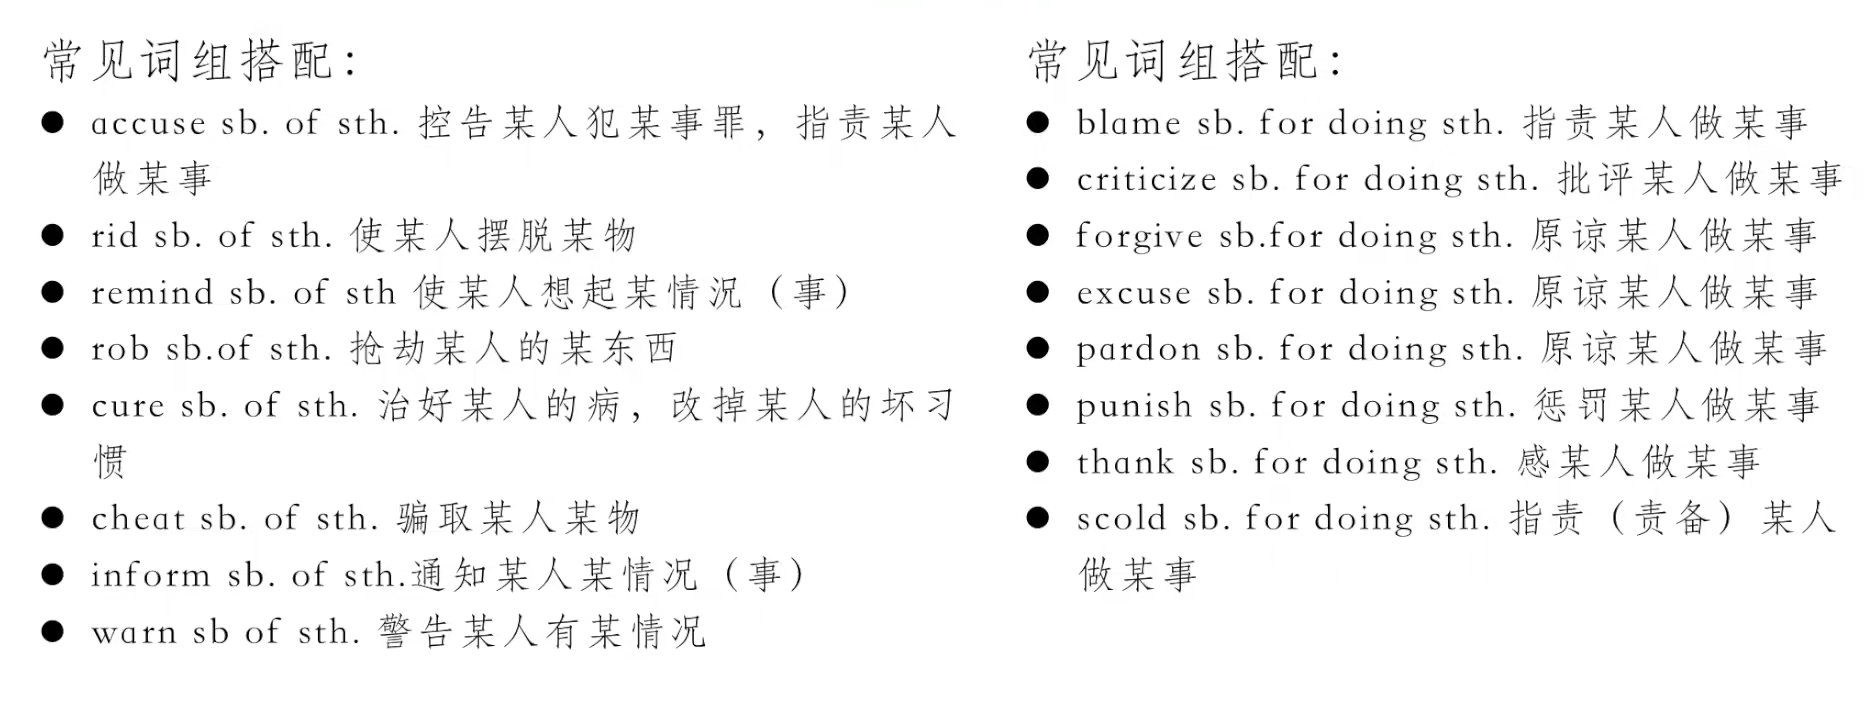 常见词组搭配：
● accuse sb. of sth. 控告某人犯某事罪，指责某人
做某事
● rid sb. of sth. 使某人摆脱某物
● remind sb. of sth 使某人想起某情况（事）
● rob sb.of sth. 抢劫某人的某东西
● cure sb. of sth. 治好某人的病，改掉某人的坏习
惯
● cheat sb. of sth. 骗取某人某物
● inform sb. of sth.通知某人某情况（事）
● warn sb of sth. 警告某人有某情况
常见词组搭配：
● blame sb. for doing sth. 指责某人做某事
● criticize sb. for doing sth. 批评某人做某事
● forgive sb.for doing sth. 原谅某人做某事
● excuse sb. for doing sth. 原谅某人做某事
● pardon sb. for doing sth. 原谅某人做某事
● punish sb. for doing sth. 惩罚某人做某事
● thank sb. for doing sth. 感某人做某事
● scold sb. for doing sth. 指责（责备）某人
做某事